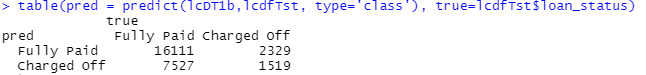 > table(pred = predict(lcDT1b,lcdfTst, type='class'), true=lcdfTst$loan_status)
true
pred Fully Paid Charged Off
Fully Paid 16111 2329
Charged Off 7527 1519